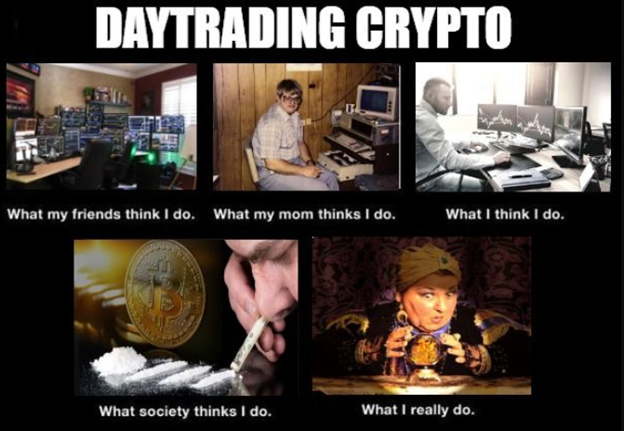 DAYTRADING CRYPTO
What my friends think I do.
What my mom thinks I do.
What I think I do.
What society thinks I do.
What I really do.